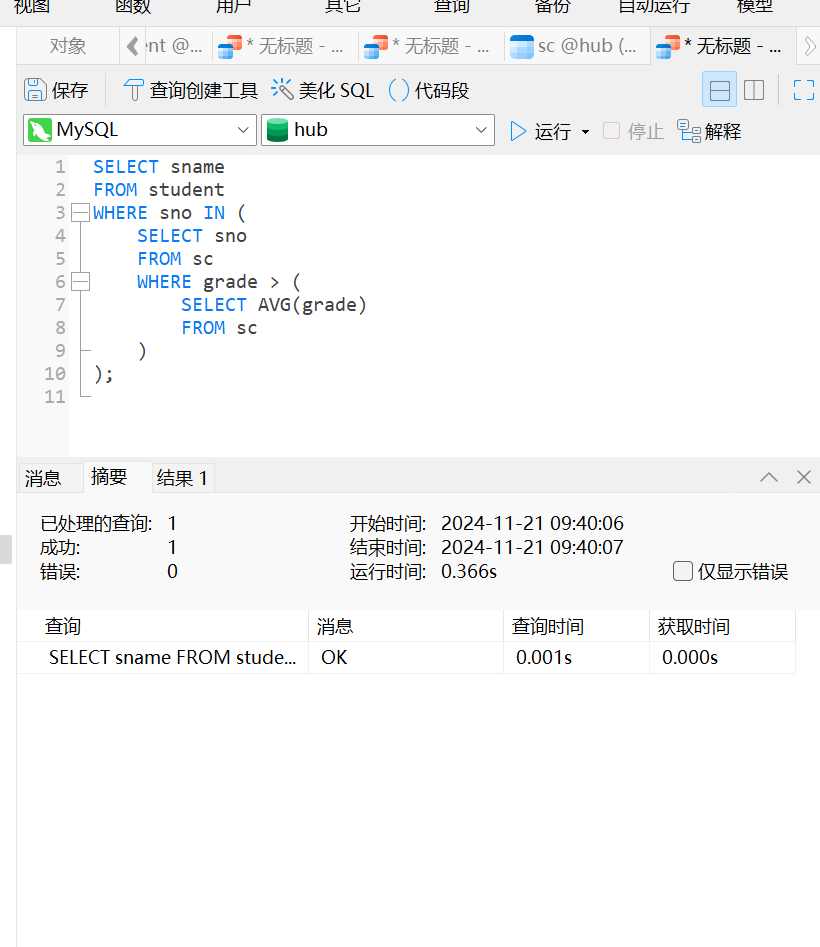 视图 函数 用户 其它 查询 备份 自动运行 模型
对象 nt @... * 无标题 - ... * 无标题 - ... sc @hub (... * 无标题 - ...
保存 查询创建工具 美化 SQL () 代码段
MySQL hub 运行 停止 解释
1 SELECT sname
2 FROM student
3 WHERE sno IN (
4 SELECT sno
5 FROM sc
6 WHERE grade > (
7 SELECT AVG(grade)
8 FROM sc
9 )
10 );
11
消息 摘要 结果 1
已处理的查询: 1 开始时间: 2024-11-21 09:40:06
成功: 1 结束时间: 2024-11-21 09:40:07
错误: 0 运行时间: 0.366s 仅显示错误
查询 消息 查询时间 获取时间
SELECT sname FROM stude... OK 0.001s 0.000s